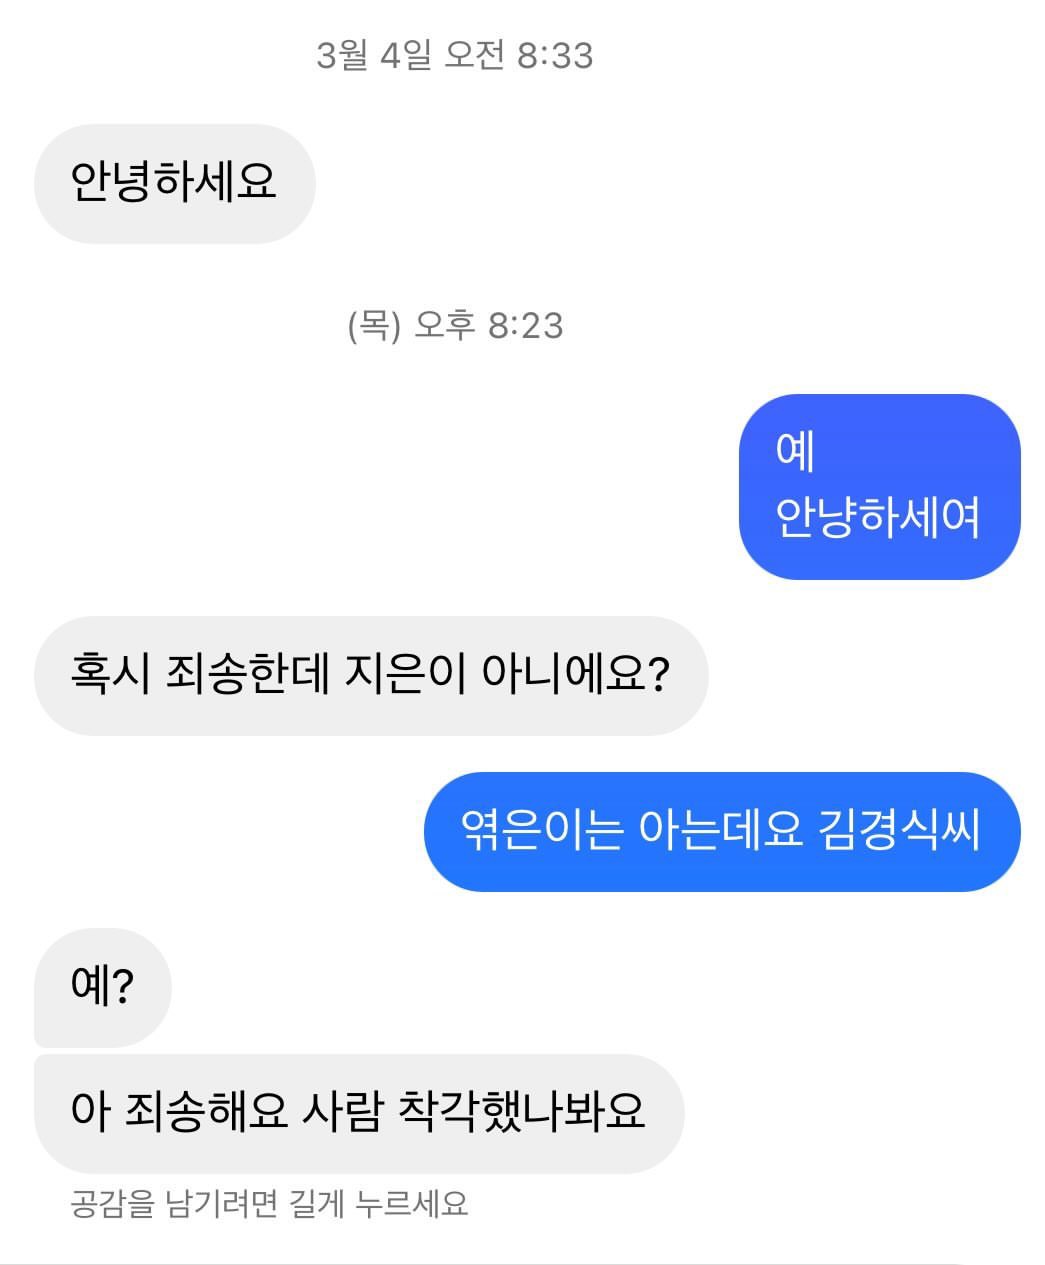 3월 4일 오전 8:33
안녕하세요
(목) 오후 8:23
예
안냥하세여
혹시 죄송한데 지은이 아니에요?
엮은이는 아는데요 김경식씨
예?
아 죄송해요 사람 착각했나봐요
공감을 남기려면 길게 누르세요